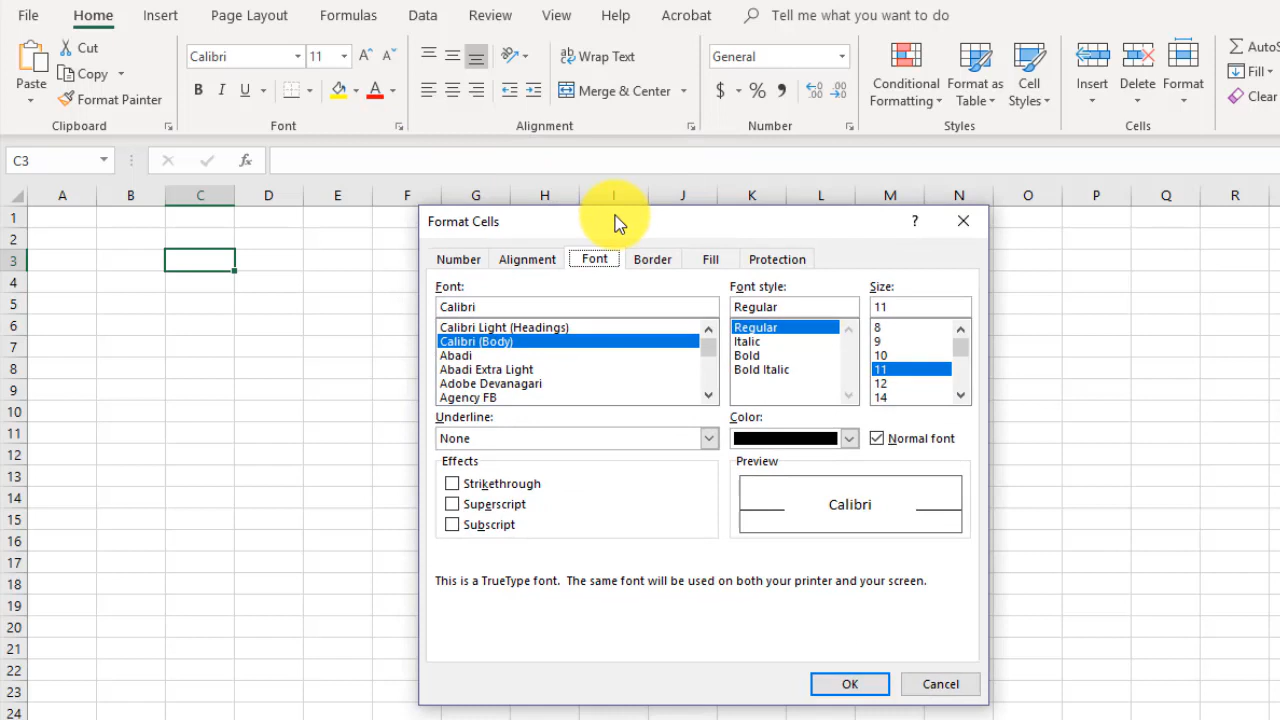 File Home Insert Page Layout Formulas Data Review View Help Acrobat Tell me what you want to do
Paste Cut Copy Format Painter
Calibri 11
B I U A A A
ab Wrap Text
Merge & Center
General
$ % ,
Conditional Formatting Format as Table Cell Styles
Insert Delete Format
AutoS
Fill
Clear
Clipboard Font Alignment Number Styles Cells
C3 fx
A B C D E F G H I J K L M N O P Q R
1
2
3
4
5
6
7
8
9
10
11
12
13
14
15
16
17
18
19
20
21
22
23
24
Format Cells ?
Number Alignment Font Border Fill Protection
Font: Font style: Size:
Calibri Regular 11
Calibri Light (Headings) Regular 8
Calibri (Body) Italic 9
Abadi Bold 10
Abadi Extra Light Bold Italic 11
Adobe Devanagari 12
Agency FB 14
Underline: Color:
None Normal font
Effects Preview
Strikethrough
Superscript
Subscript
Calibri
This is a TrueType font. The same font will be used on both your printer and your screen.
OK Cancel